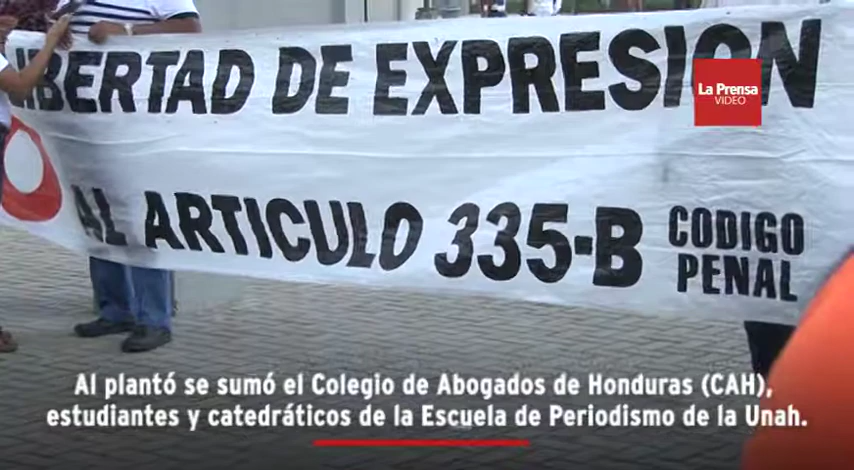 LIBERTAD DE EXPRESION
La Prensa
VIDEO
AL ARTICULO 335-B
CODIGO
PENAL
Al plantó se sumó el Colegio de Abogados de Honduras (CAH),
estudiantes y catedráticos de la Escuela de Periodismo de la Unah.